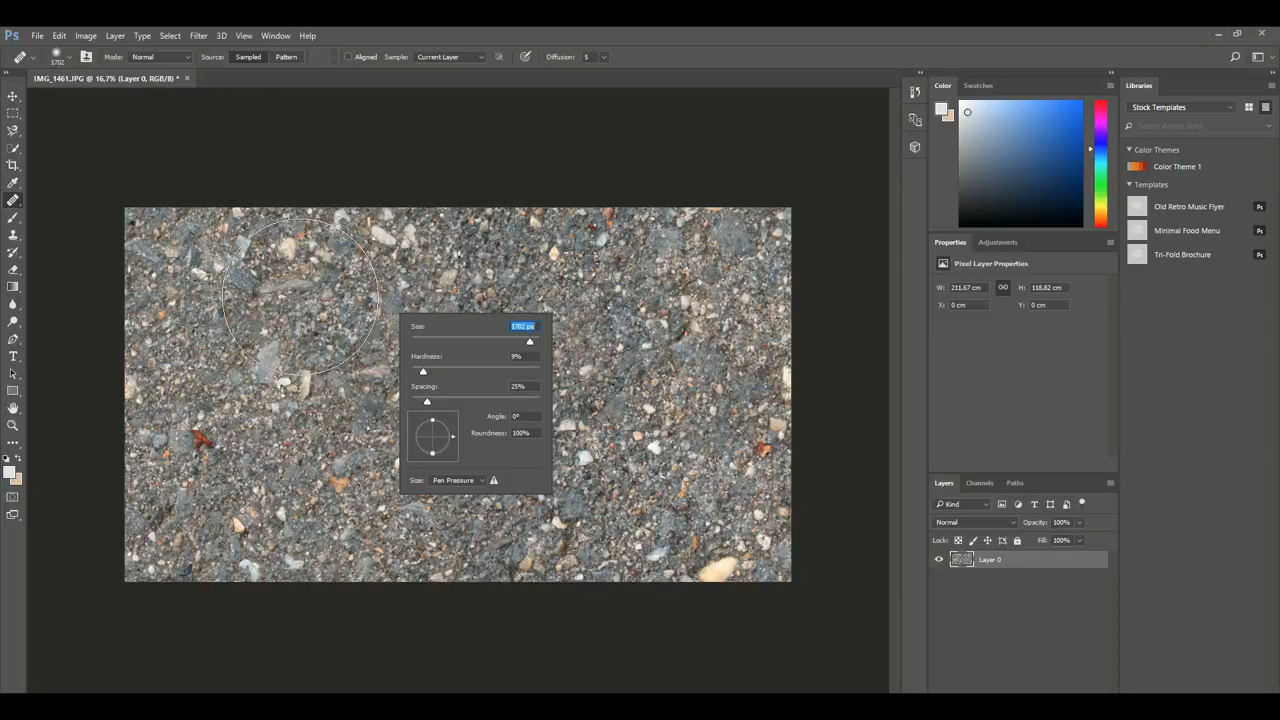 Ps File Edit Image Layer Type Select Filter 3D View Window Help
1702 Mode: Normal Source: Sampled Pattern Aligned Sample: Current Layer Diffusion: 5
IMG_1461.JPG @ 16,7% (Layer 0, RGB/8) * ×
Color Swatches
Libraries
Stock Templates
Search Adobe Stock
Color Themes
Color Theme 1
Templates
Old Retro Music Flyer Ps
Minimal Food Menu Ps
Tri-Fold Brochure Ps
Properties Adjustments
Pixel Layer Properties
W: 211,67 cm H: 118,82 cm
X: 0 cm Y: 0 cm
Size: 1702 px
Hardness: 9%
Spacing: 25%
Angle: 0°
Roundness: 100%
Size: Pen Pressure
Layers Channels Paths
Kind
Normal Opacity: 100%
Lock: Fill: 100%
Layer 0